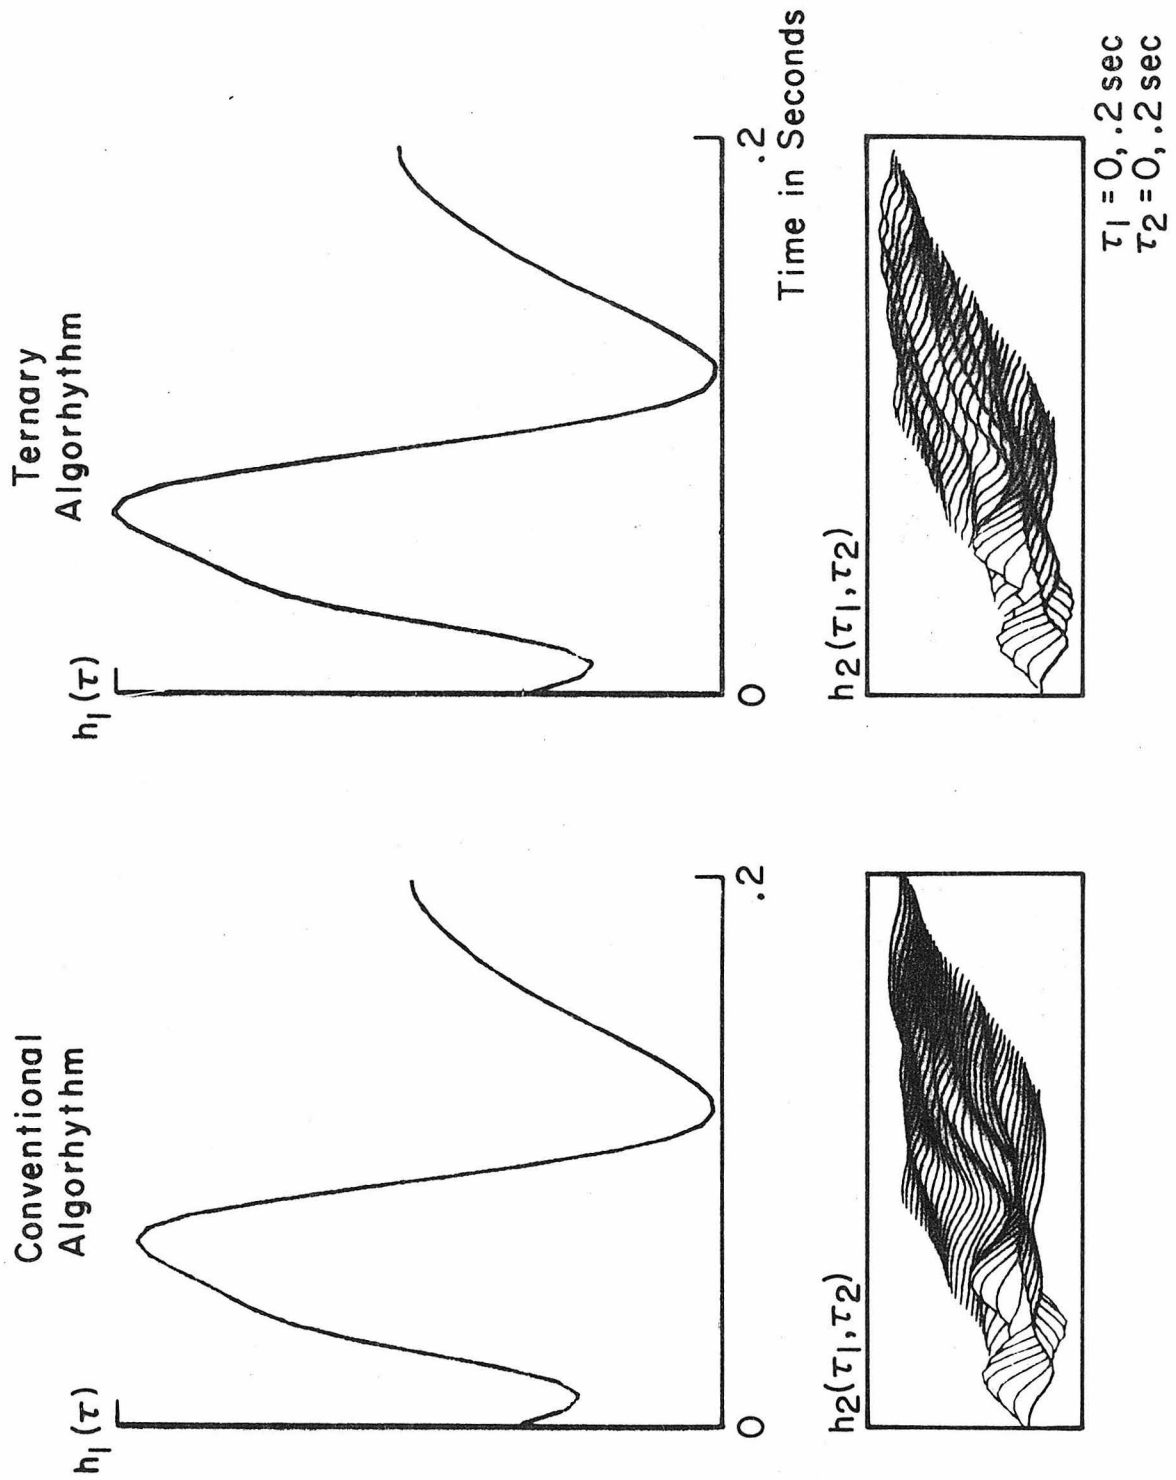 Conventional
Algorhythm
Ternary
Algorhythm
h1(τ)
h1(τ)
0
.2
0
.2
Time in Seconds
h2(τ1,τ2)
h2(τ1,τ2)
τ1 = 0, .2 sec
τ2 = 0, .2 sec